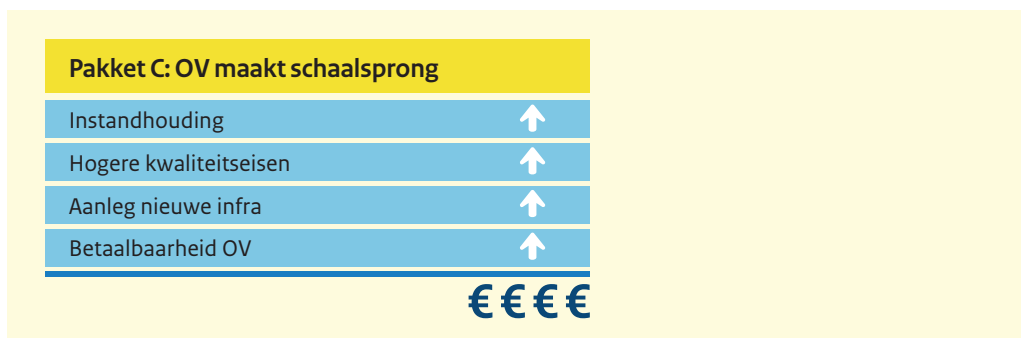 Pakket C: OV maakt schaalsprong
Instandhouding
Hogere kwaliteitseisen
Aanleg nieuwe infra
Betaalbaarheid OV
€ € € €